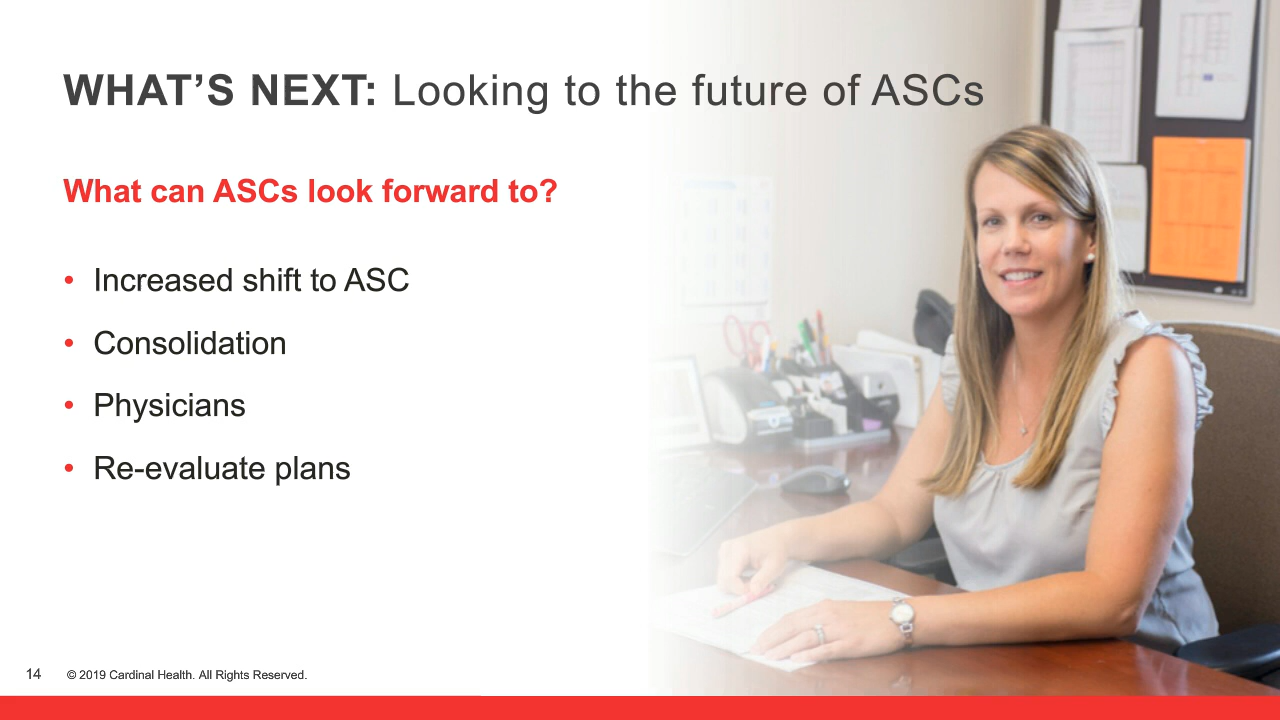 WHAT’S NEXT: Looking to the future of ASCs
What can ASCs look forward to?
• Increased shift to ASC
• Consolidation
• Physicians
• Re-evaluate plans
14 © 2019 Cardinal Health. All Rights Reserved.